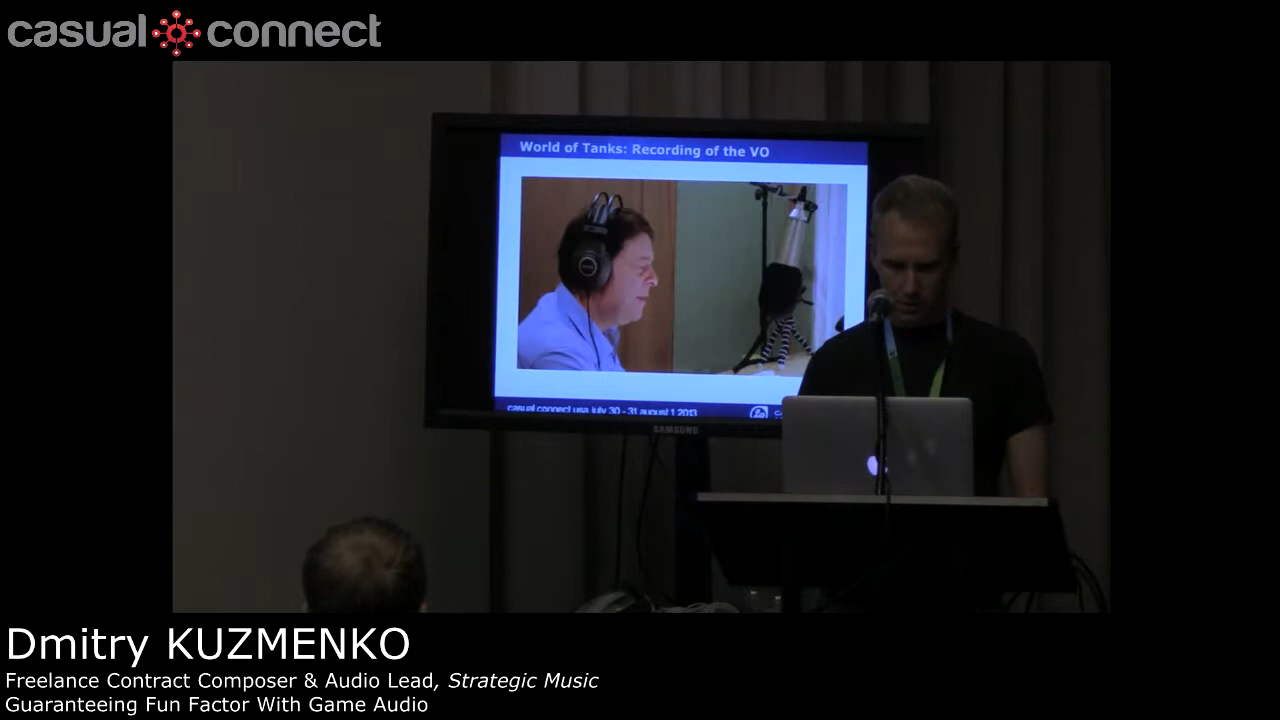 casual connect
World of Tanks: Recording of the VO
casual connect usa july 30 - 31 august 1 2013
SAMSUNG
Dmitry KUZMENKO
Freelance Contract Composer & Audio Lead, Strategic Music
Guaranteeing Fun Factor With Game Audio